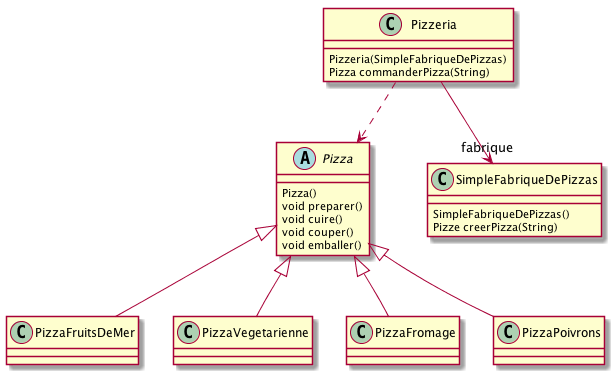 C Pizzeria
Pizzeria(SimpleFabriqueDePizzas)
Pizza commanderPizza(String)
fabrique
A Pizza
Pizza()
void preparer()
void cuire()
void couper()
void emballer()
C SimpleFabriqueDePizzas
SimpleFabriqueDePizzas()
Pizze creerPizza(String)
C PizzaFruitsDeMer
C PizzaVegetarienne
C PizzaFromage
C PizzaPoivrons